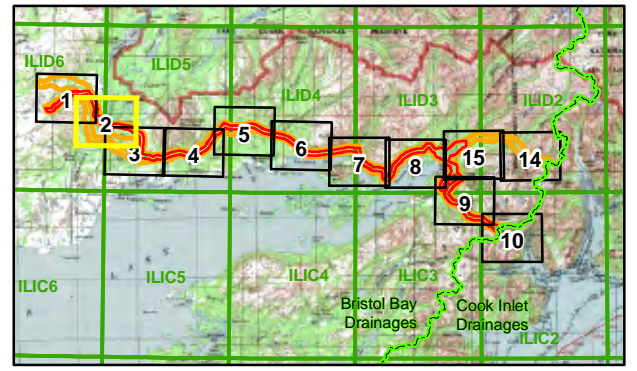 ILID6
ILID5
ILID4
ILID3
ILID2
1
2
3
4
5
6
7
8
15
14
9
10
LAKE
ILIC6
ILIC5
ILIC4
ILIC3
ILIC2
Bristol Bay
Drainages
Cook Inlet
Drainages